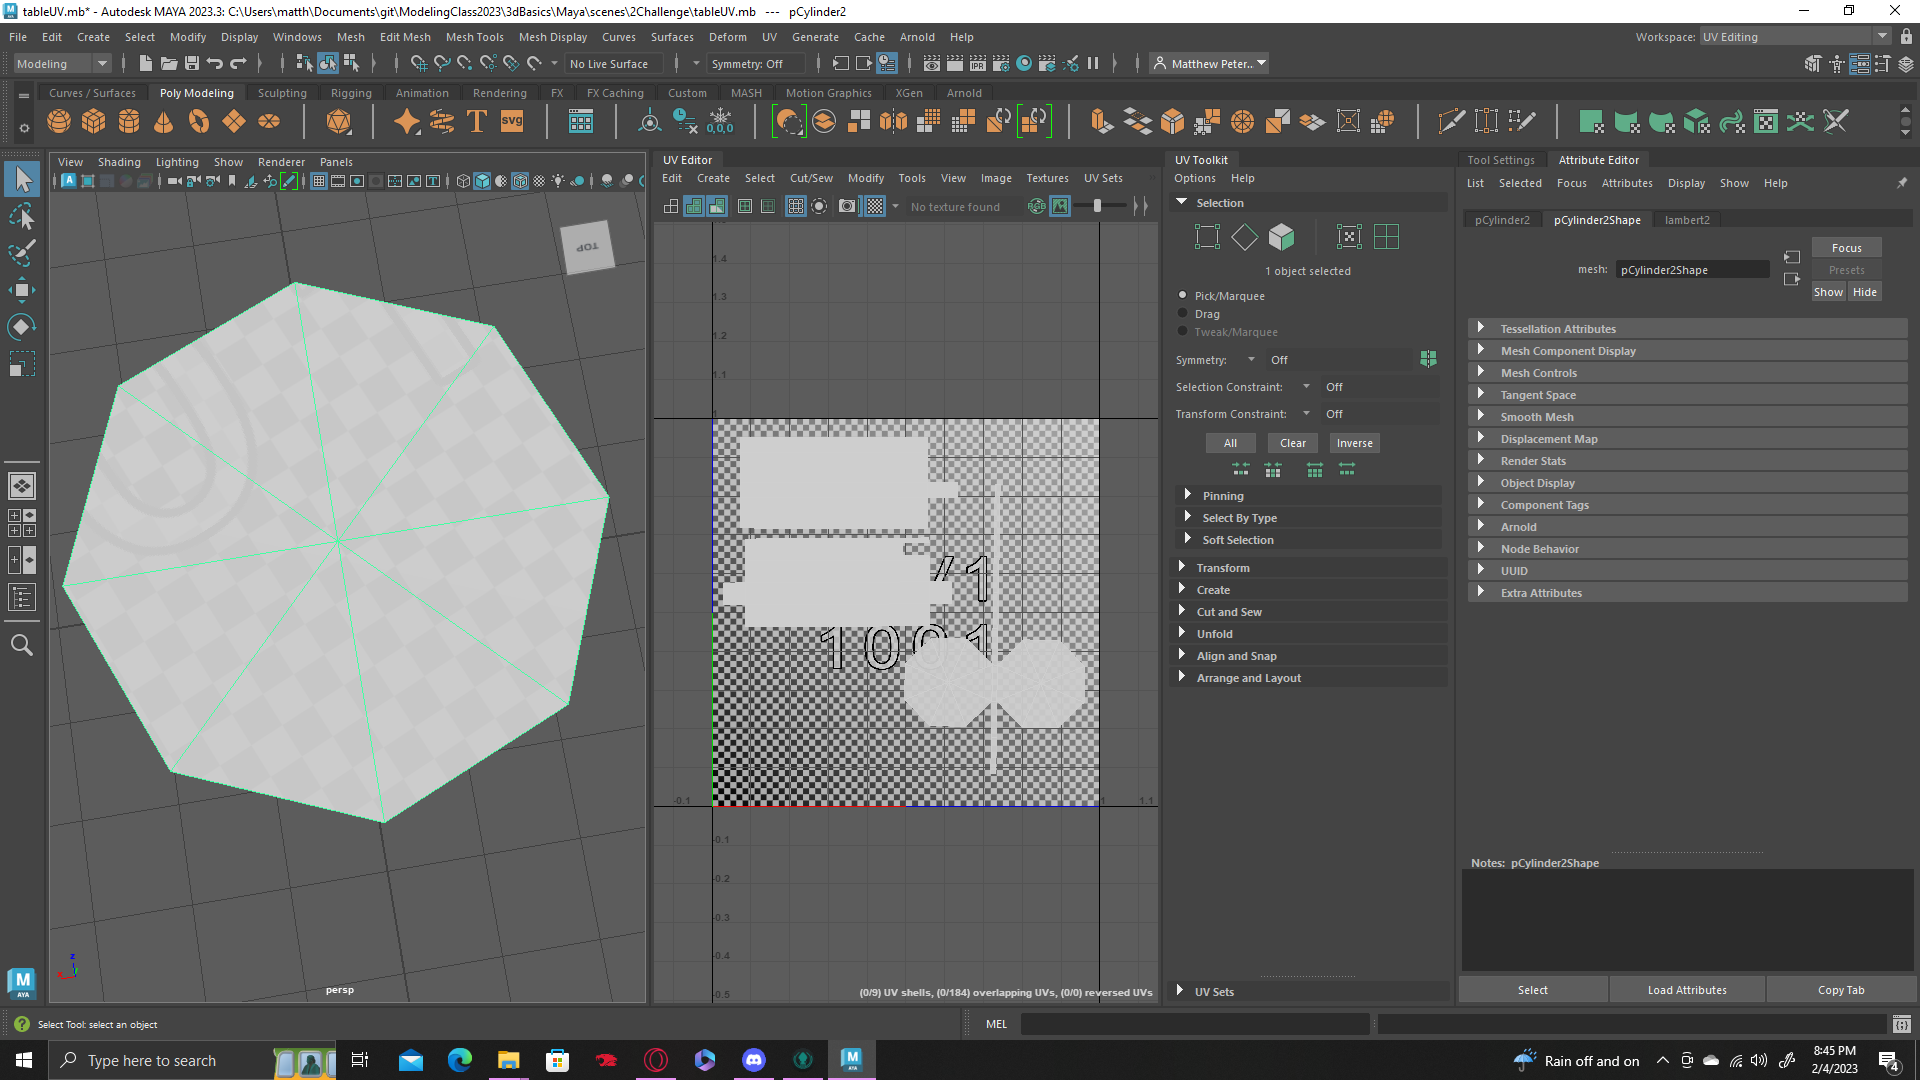 tableUV.mb* - Autodesk MAYA 2023.3: C:\Users\matth\Documents\git\ModelingClass2023\3dBasics\Maya\scenes\2Challenge\tableUV.mb --- pCylinder2
File Edit Create Select Modify Display Windows Mesh Edit Mesh Mesh Tools Mesh Display Curves Surfaces Deform UV Generate Cache Arnold Help
Workspace: UV Editing
Modeling
No Live Surface
Symmetry: Off
Matthew Peter..
Curves / Surfaces Poly Modeling Sculpting Rigging Animation Rendering FX FX Caching Custom MASH Motion Graphics XGen Arnold
T
svg
0,0,0
IPR
View Shading Lighting Show Renderer Panels
TOP
persp
UV Editor
Edit Create Select Cut/Sew Modify Tools View Image Textures UV Sets
No texture found
RGB
1.4
1.3
1.2
1.1
1
1001
-0.1
1
1.1
-0.1
-0.2
-0.3
-0.4
-0.5
(0/9) UV shells, (0/184) overlapping UVs, (0/0) reversed UVs
UV Toolkit
Options Help
Selection
1 object selected
Pick/Marquee
Drag
Tweak/Marquee
Symmetry: Off
Selection Constraint: Off
Transform Constraint: Off
All Clear Inverse
Pinning
Select By Type
Soft Selection
Transform
Create
Cut and Sew
Unfold
Align and Snap
Arrange and Layout
UV Sets
Tool Settings Attribute Editor
List Selected Focus Attributes Display Show Help
pCylinder2 pCylinder2Shape lambert2
mesh: pCylinder2Shape
Focus
Presets
Show Hide
Tessellation Attributes
Mesh Component Display
Mesh Controls
Tangent Space
Smooth Mesh
Displacement Map
Render Stats
Object Display
Component Tags
Arnold
Node Behavior
UUID
Extra Attributes
Notes: pCylinder2Shape
Select Load Attributes Copy Tab
Select Tool: select an object
MEL
Type here to search
Rain off and on
8:45 PM
2/4/2023
4